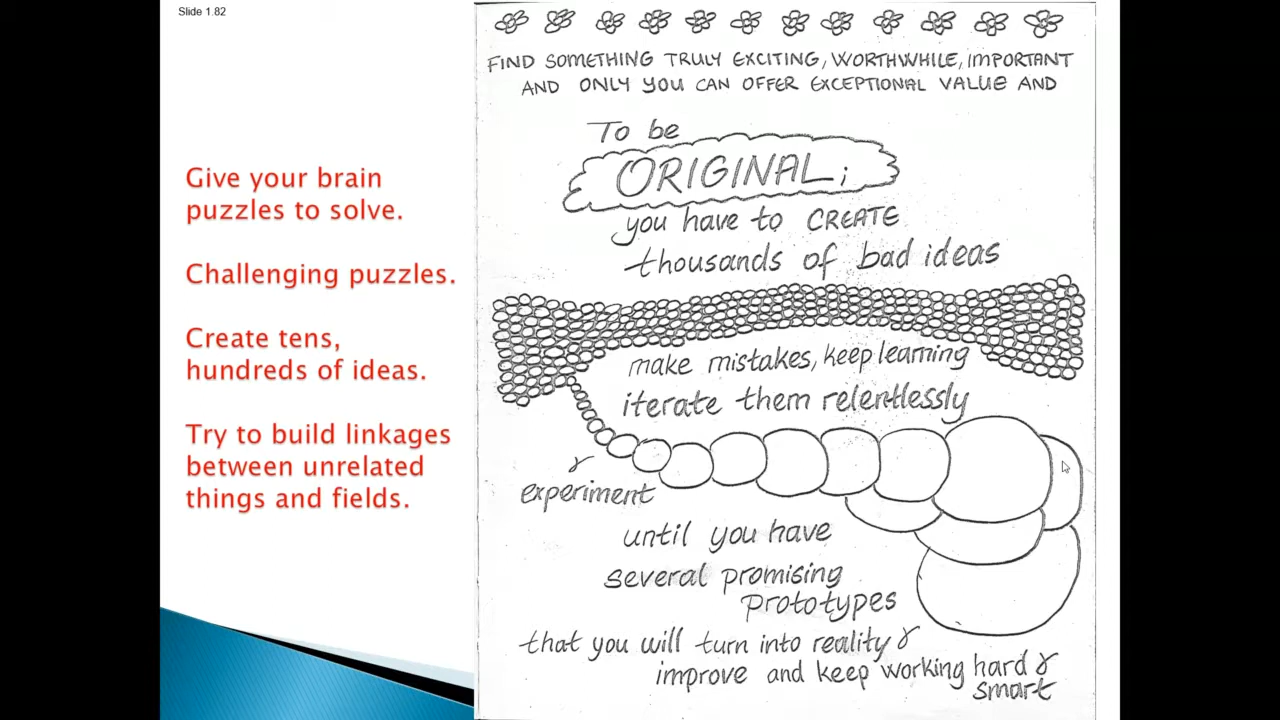 Slide 1.82
Give your brain
puzzles to solve.
Challenging puzzles.
Create tens,
hundreds of ideas.
Try to build linkages
between unrelated
things and fields.
FIND SOMETHING TRULY EXCITING, WORTHWHILE, IMPORTANT
AND ONLY YOU CAN OFFER EXCEPTIONAL VALUE AND
To be
ORIGINAL;
you have to CREATE
thousands of bad ideas
make mistakes, keep learning
iterate them relentlessly
& experiment
until you have
several promising
prototypes
that you will turn into reality &
improve and keep working hard &
smart